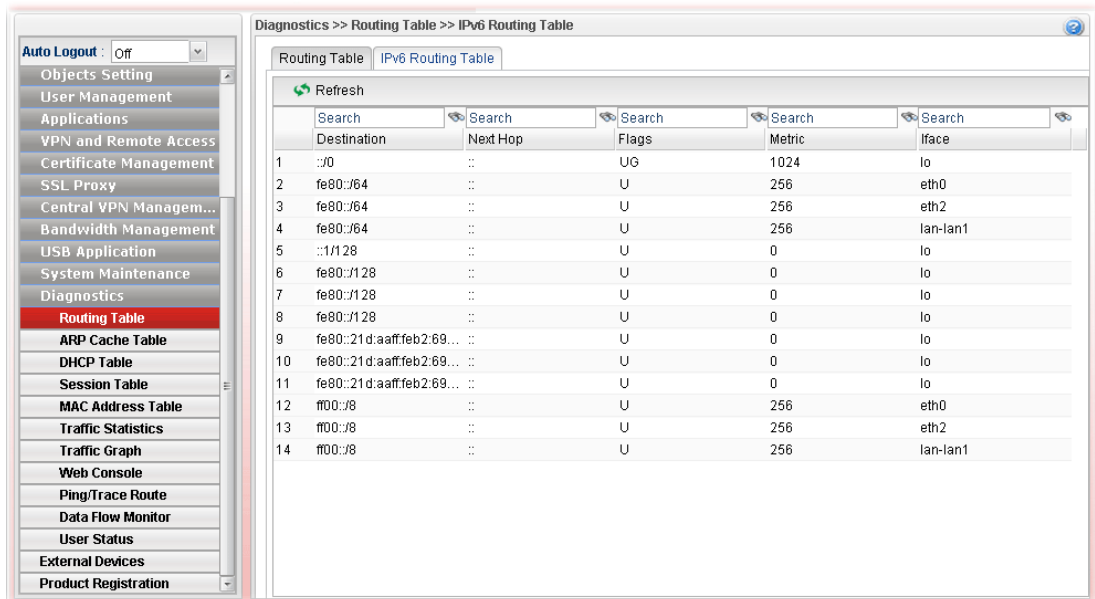 Diagnostics >> Routing Table >> IPv6 Routing Table
Auto Logout : Off
Objects Setting
User Management
Applications
VPN and Remote Access
Certificate Management
SSL Proxy
Central VPN Managem...
Bandwidth Management
USB Application
System Maintenance
Diagnostics
Routing Table
ARP Cache Table
DHCP Table
Session Table
MAC Address Table
Traffic Statistics
Traffic Graph
Web Console
Ping/Trace Route
Data Flow Monitor
User Status
External Devices
Product Registration
Routing Table IPv6 Routing Table
Refresh
Search Search Search Search Search
Destination Next Hop Flags Metric Iface
1 ::/0 :: UG 1024 lo
2 fe80::/64 :: U 256 eth0
3 fe80::/64 :: U 256 eth2
4 fe80::/64 :: U 256 lan-lan1
5 ::1/128 :: U 0 lo
6 fe80::/128 :: U 0 lo
7 fe80::/128 :: U 0 lo
8 fe80::/128 :: U 0 lo
9 fe80::21d:aaff:feb2:69... :: U 0 lo
10 fe80::21d:aaff:feb2:69... :: U 0 lo
11 fe80::21d:aaff:feb2:69... :: U 0 lo
12 ff00::/8 :: U 256 eth0
13 ff00::/8 :: U 256 eth2
14 ff00::/8 :: U 256 lan-lan1